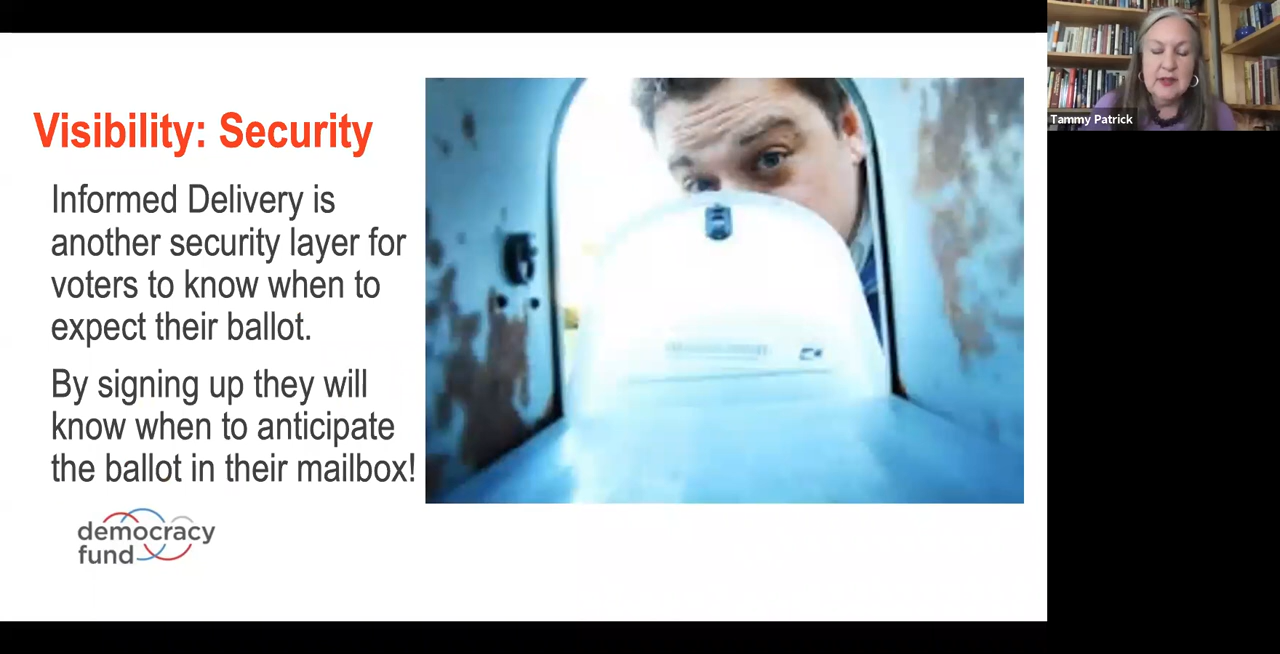 Visibility: Security
Informed Delivery is
another security layer for
voters to know when to
expect their ballot.
By signing up they will
know when to anticipate
the ballot in their mailbox!
democracy
fund
Tammy Patrick